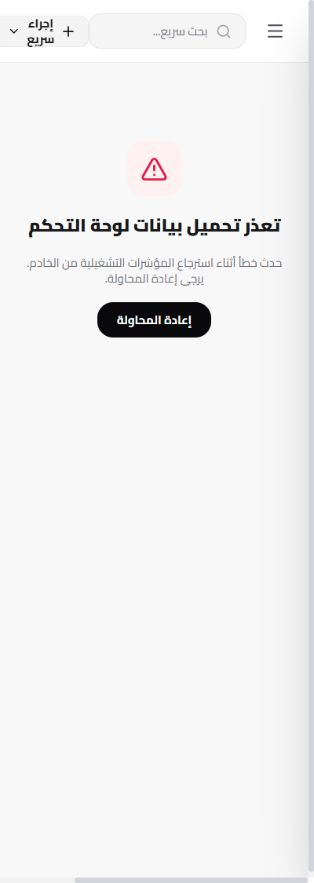 بحث سريع...
إجراء
سريع
تعذر تحميل بيانات لوحة التحكم
حدث خطأ أثناء استرجاع المؤشرات التشغيلية من الخادم.
يرجى إعادة المحاولة.
إعادة المحاولة